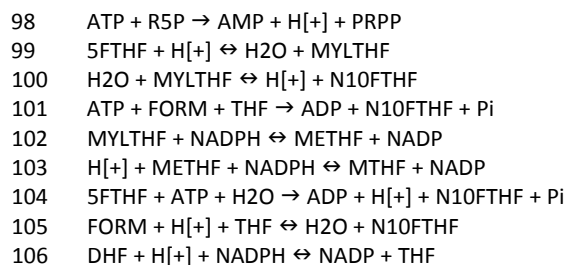 98 ATP + R5P → AMP + H[+] + PRPP
99 5FTHF + H[+] ↔ H2O + MYLTHF
100 H2O + MYLTHF ↔ H[+] + N10FTHF
101 ATP + FORM + THF → ADP + N10FTHF + Pi
102 MYLTHF + NADPH ↔ METHF + NADP
103 H[+] + METHF + NADPH ↔ MTHF + NADP
104 5FTHF + ATP + H2O → ADP + H[+] + N10FTHF + Pi
105 FORM + H[+] + THF ↔ H2O + N10FTHF
106 DHF + H[+] + NADPH ↔ NADP + THF